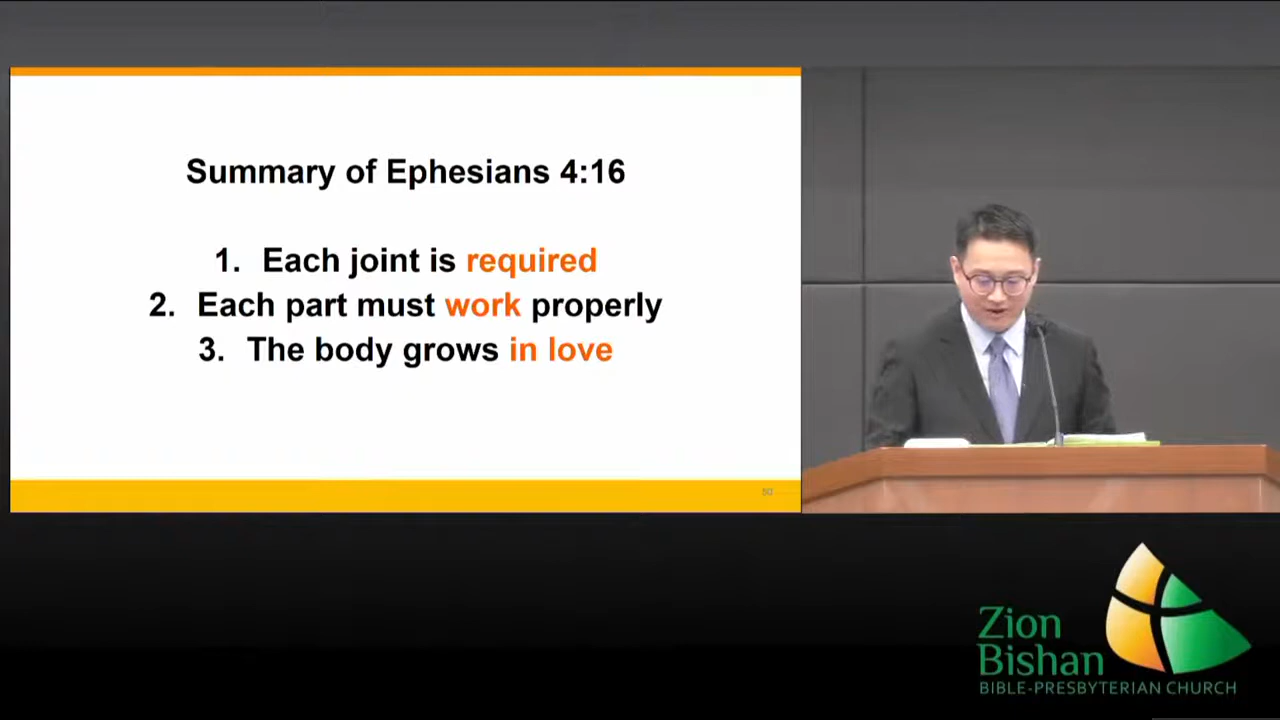 Summary of Ephesians 4:16
1. Each joint is required
2. Each part must work properly
3. The body grows in love
50
Zion
Bishan
BIBLE-PRESBYTERIAN CHURCH